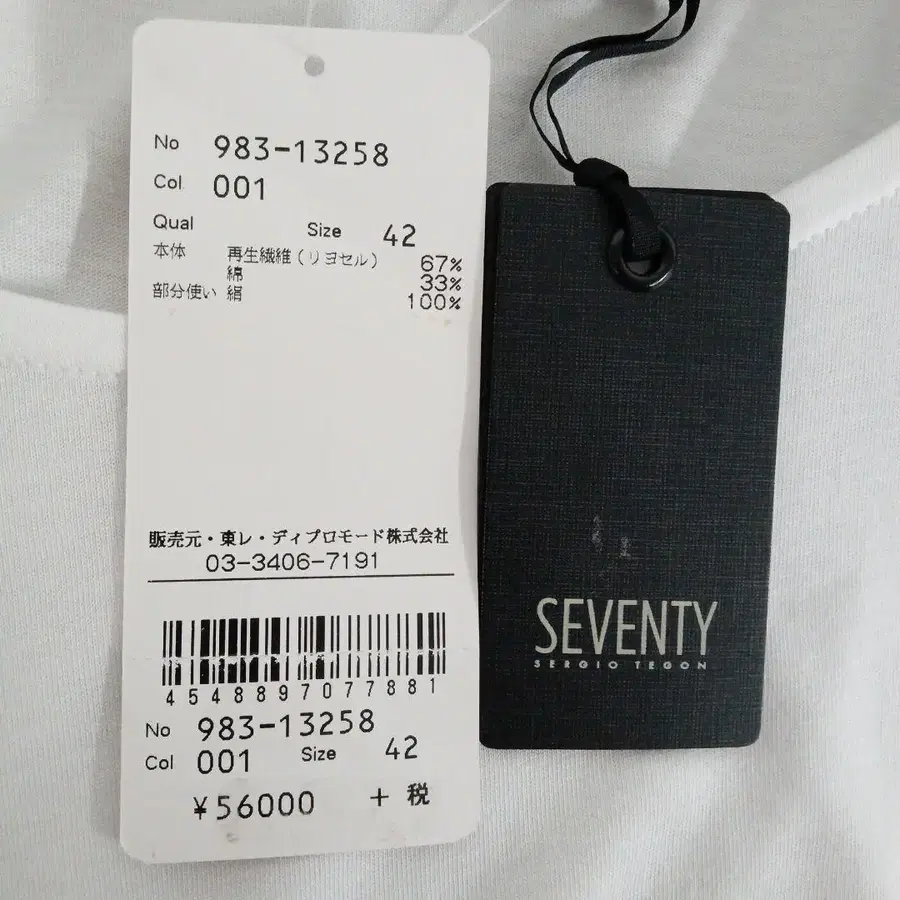 No 983-13258
Col 001
Qual Size 42
本体 再生繊維(リヨセル) 67%
綿 33%
部分使い 絹 100%
販売元・東レ・ディプロモード株式会社
03-3406-7191
4548897077881
No 983-13258
Col 001 Size 42
¥56000 + 税
SEVENTY
SERGIO TEGON